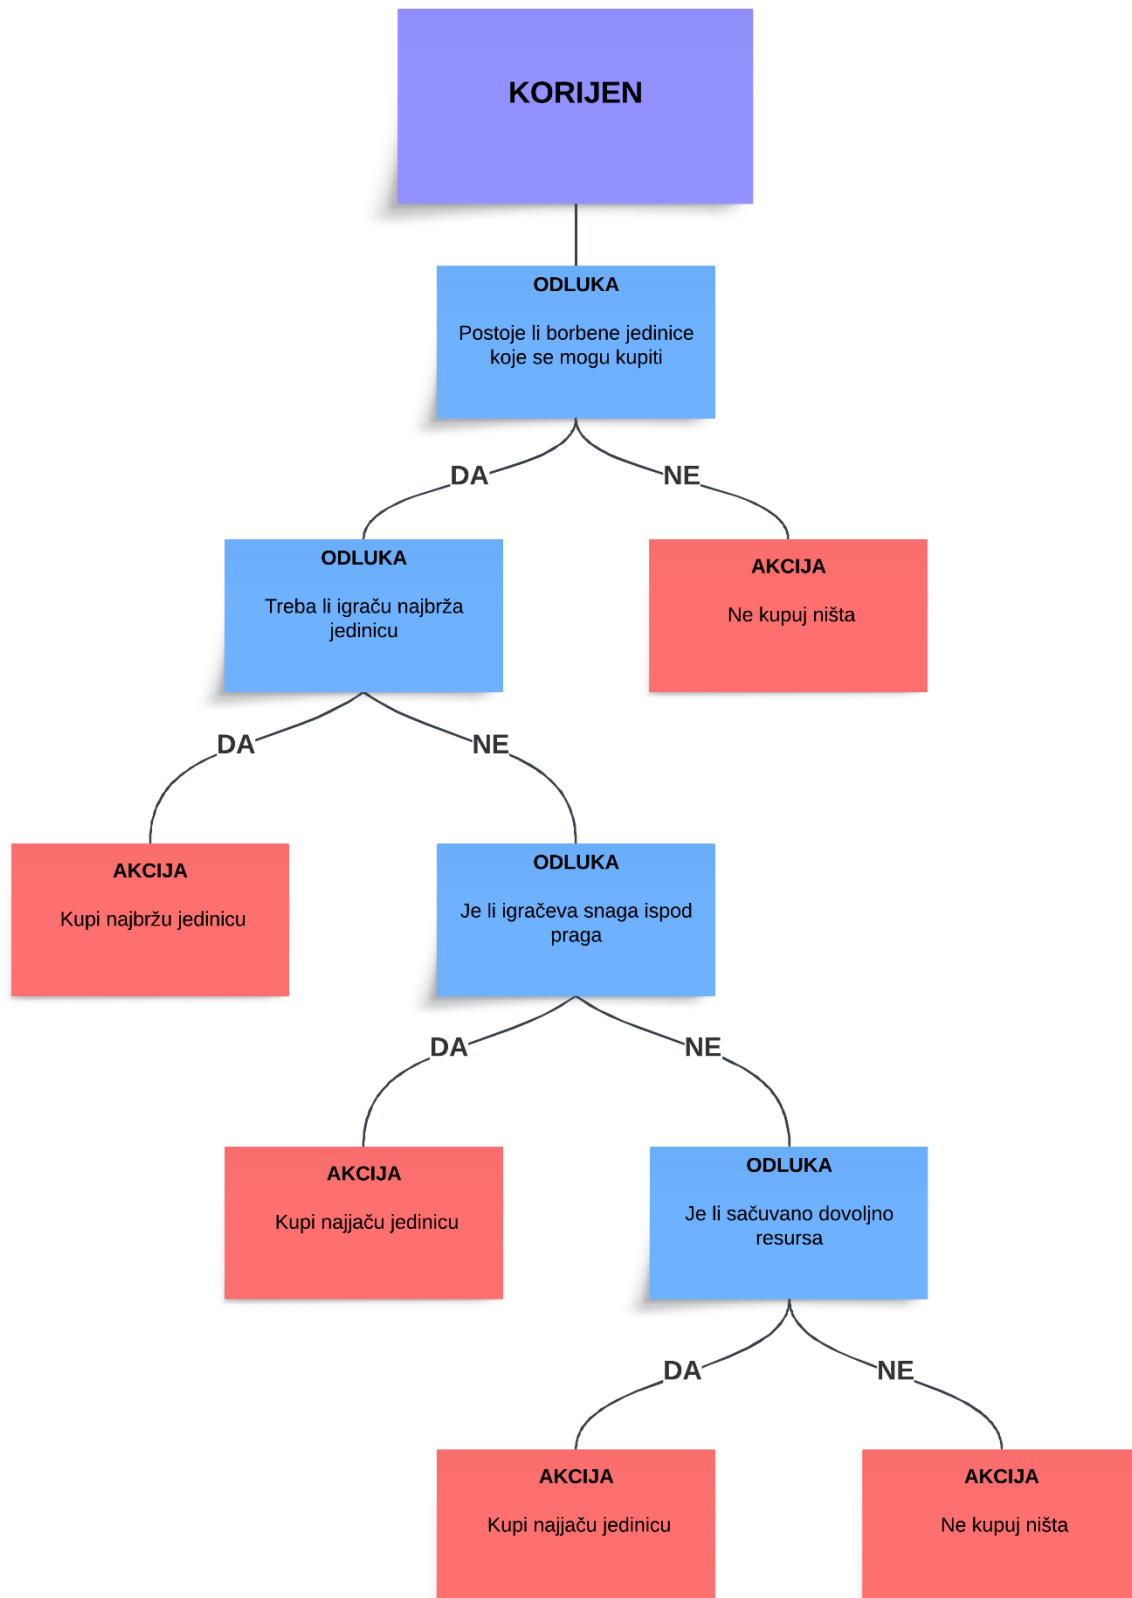 KORIJEN
ODLUKA
Postoje li borbene jedinice
koje se mogu kupiti
DA
NE
ODLUKA
Treba li igraču najbrža
jedinicu
AKCIJA
Ne kupuj ništa
DA
NE
AKCIJA
Kupi najbržu jedinicu
ODLUKA
Je li igračeva snaga ispod
praga
DA
NE
AKCIJA
Kupi najjaču jedinicu
ODLUKA
Je li sačuvano dovoljno
resursa
DA
NE
AKCIJA
Kupi najjaču jedinicu
AKCIJA
Ne kupuj ništa